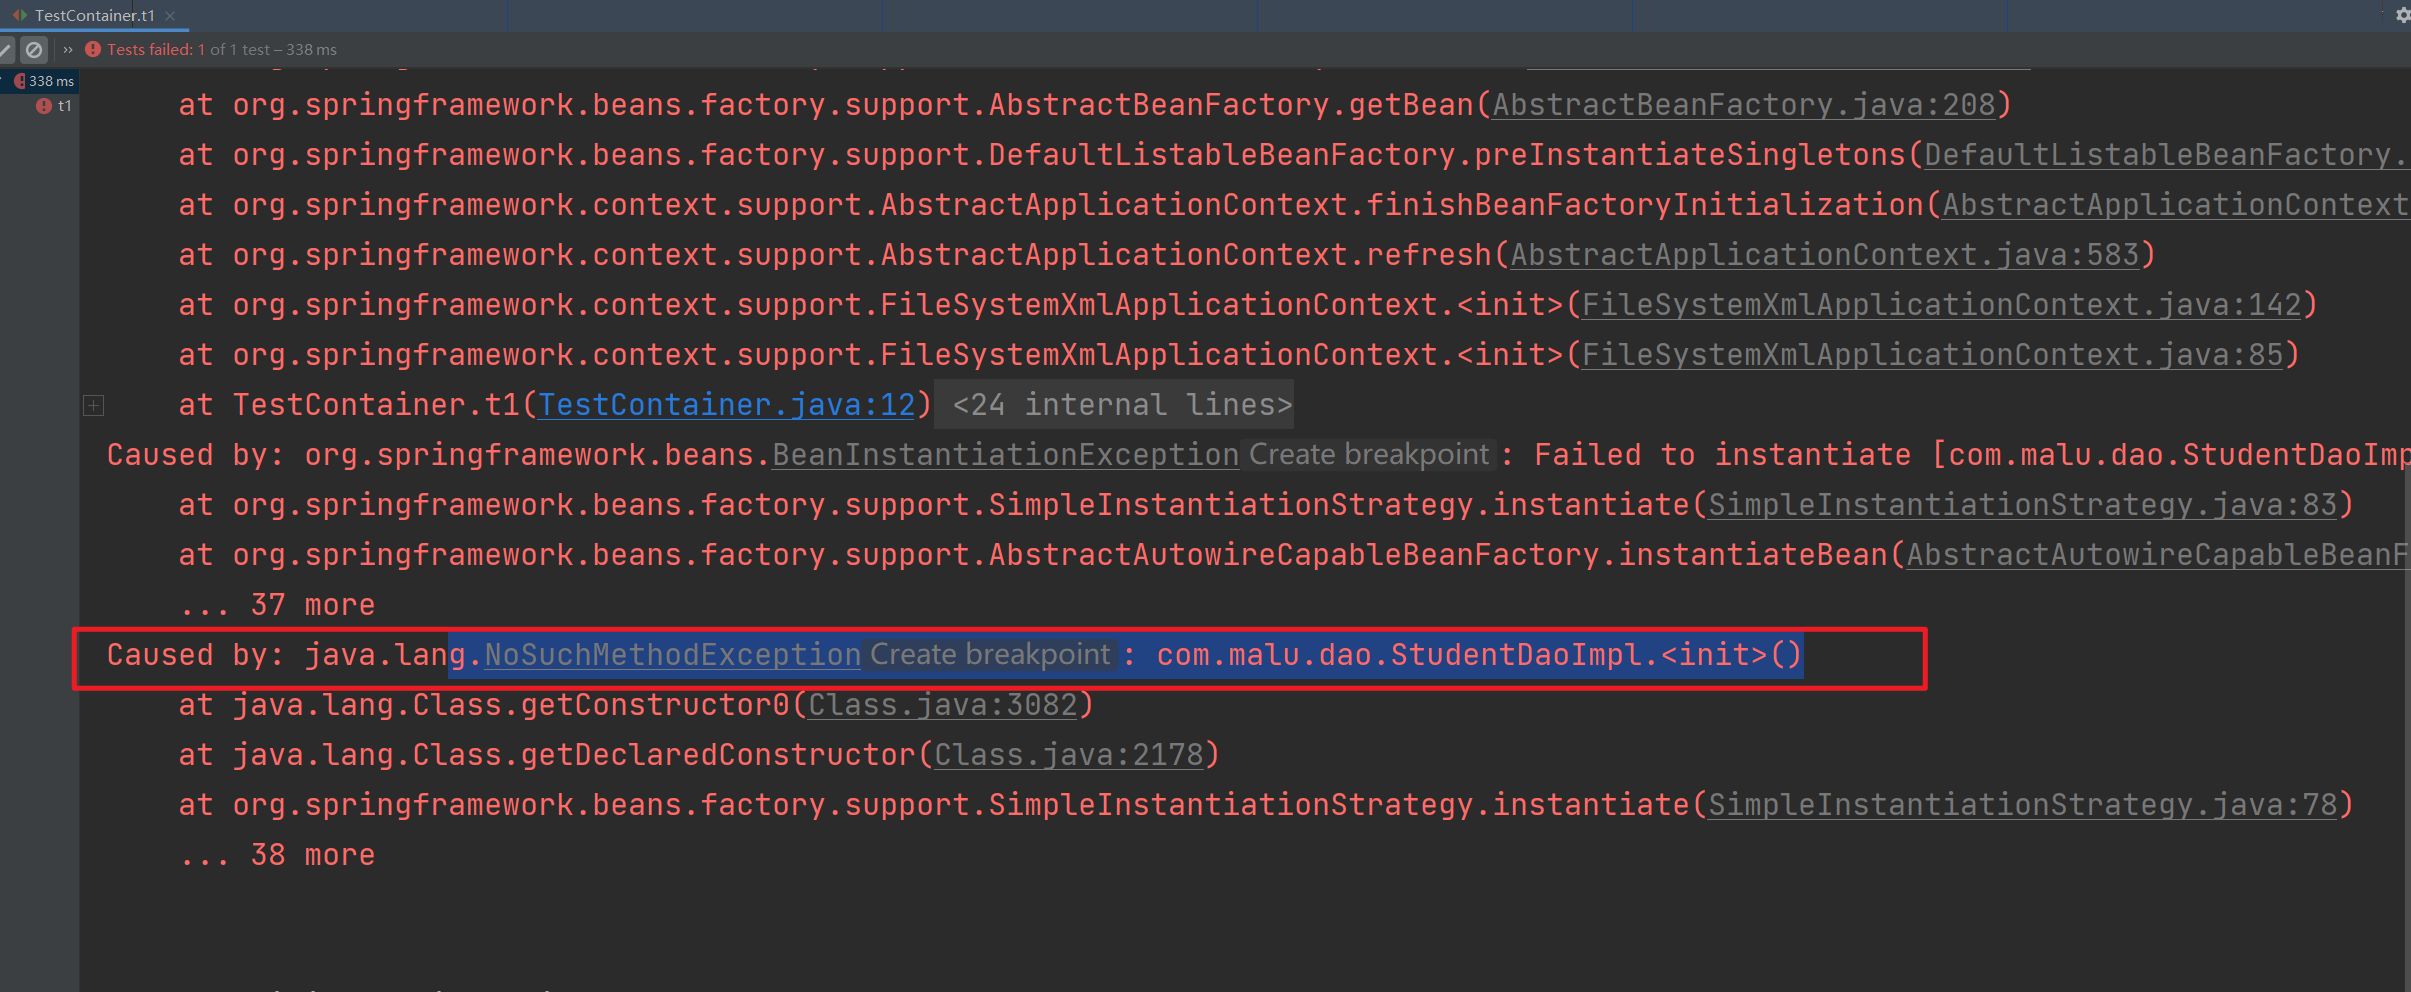 TestContainer.t1
Tests failed: 1 of 1 test – 338 ms
338 ms
t1
at org.springframework.beans.factory.support.AbstractBeanFactory.getBean(AbstractBeanFactory.java:208)
at org.springframework.beans.factory.support.DefaultListableBeanFactory.preInstantiateSingletons(DefaultListableBeanFactory.
at org.springframework.context.support.AbstractApplicationContext.finishBeanFactoryInitialization(AbstractApplicationContext
at org.springframework.context.support.AbstractApplicationContext.refresh(AbstractApplicationContext.java:583)
at org.springframework.context.support.FileSystemXmlApplicationContext.<init>(FileSystemXmlApplicationContext.java:142)
at org.springframework.context.support.FileSystemXmlApplicationContext.<init>(FileSystemXmlApplicationContext.java:85)
at TestContainer.t1(TestContainer.java:12) <24 internal lines>
Caused by: org.springframework.beans.BeanInstantiationException Create breakpoint : Failed to instantiate [com.malu.dao.StudentDaoImp
at org.springframework.beans.factory.support.SimpleInstantiationStrategy.instantiate(SimpleInstantiationStrategy.java:83)
at org.springframework.beans.factory.support.AbstractAutowireCapableBeanFactory.instantiateBean(AbstractAutowireCapableBeanF
... 37 more
Caused by: java.lang.NoSuchMethodException Create breakpoint : com.malu.dao.StudentDaoImpl.<init>()
at java.lang.Class.getConstructor0(Class.java:3082)
at java.lang.Class.getDeclaredConstructor(Class.java:2178)
at org.springframework.beans.factory.support.SimpleInstantiationStrategy.instantiate(SimpleInstantiationStrategy.java:78)
... 38 more